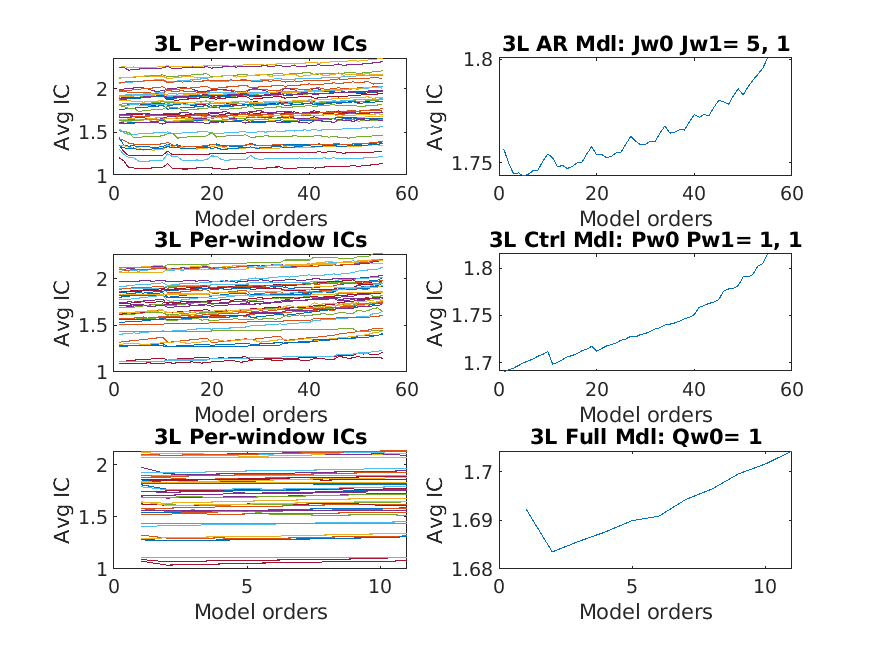 3L Per-window ICs
3L AR Mdl: Jw0 Jw1= 5, 1
Avg IC
2
1.5
1
0
20
40
60
Model orders
Avg IC
1.8
1.75
0
20
40
60
Model orders
3L Per-window ICs
3L Ctrl Mdl: Pw0 Pw1= 1, 1
Avg IC
2
1.5
1
0
20
40
60
Model orders
Avg IC
1.8
1.75
1.7
0
20
40
60
Model orders
3L Per-window ICs
3L Full Mdl: Qw0= 1
Avg IC
2
1.5
1
0
5
10
Model orders
Avg IC
1.7
1.69
1.68
0
5
10
Model orders